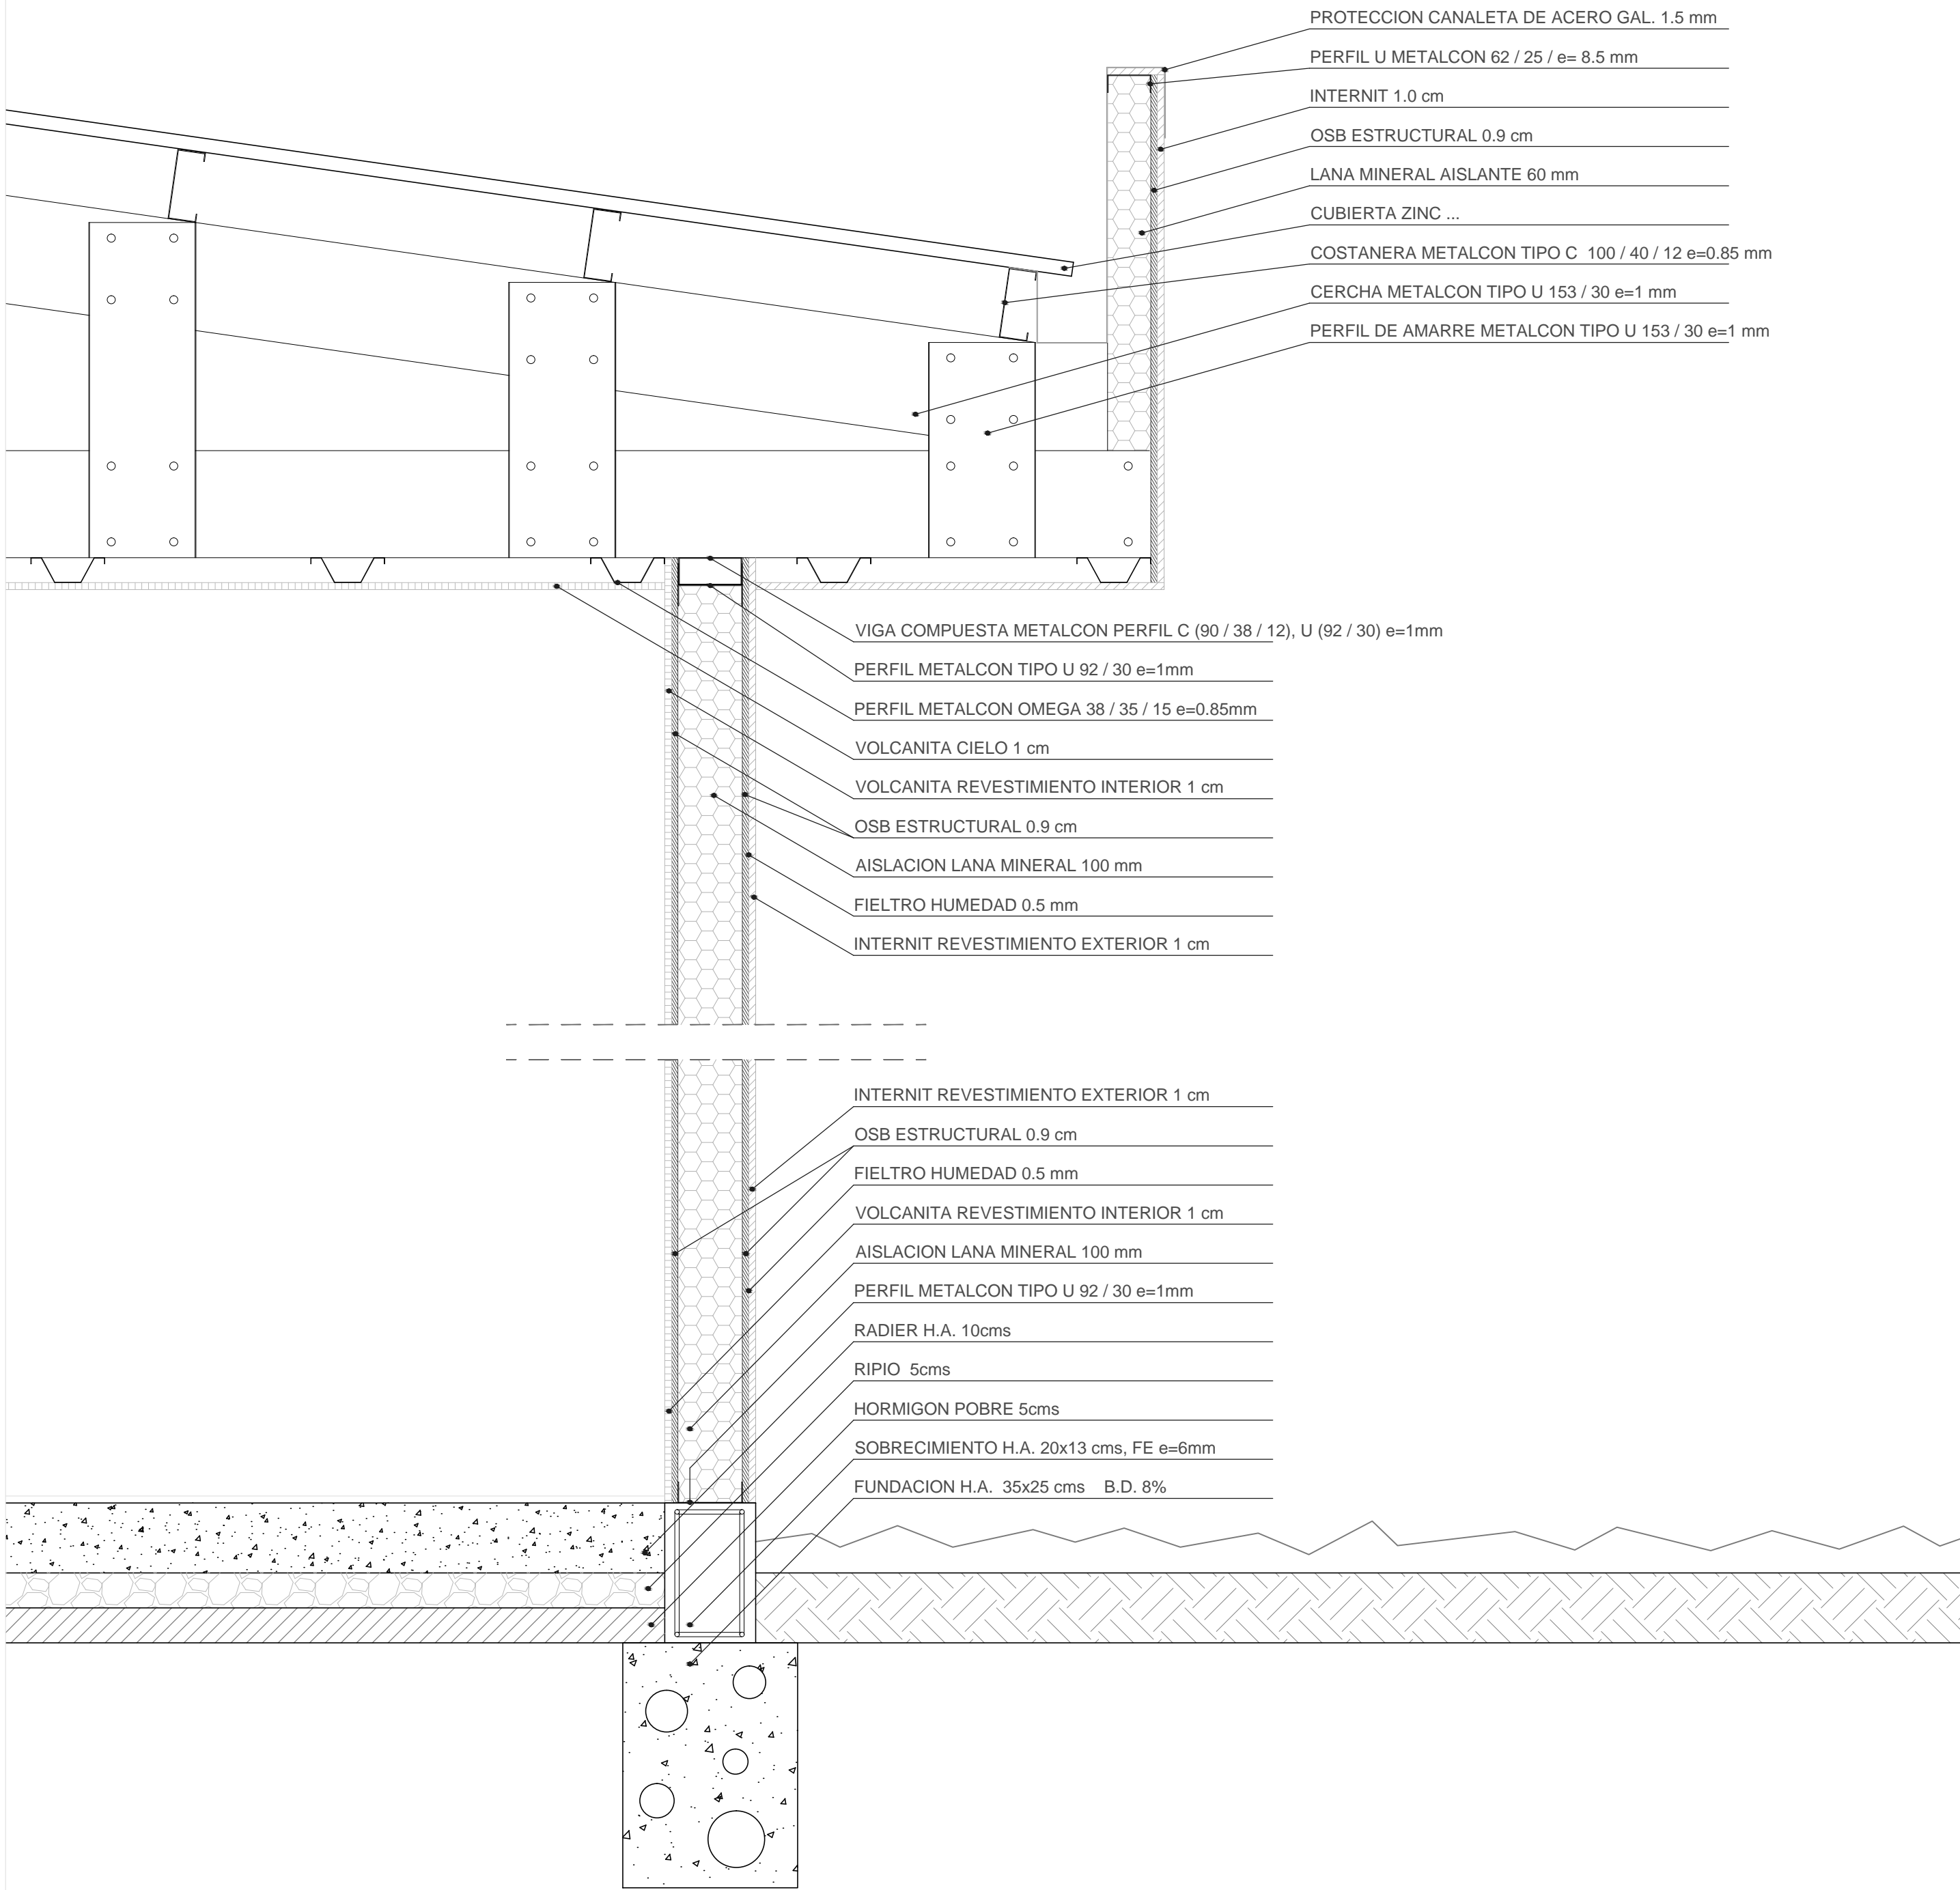 PROTECCION CANALETA DE ACERO GAL. 1.5 mm
PERFIL U METALCON 62 / 25 / e= 8.5 mm
INTERNIT 1.0 cm
OSB ESTRUCTURAL 0.9 cm
LANA MINERAL AISLANTE 60 mm
CUBIERTA ZINC ...
COSTANERA METALCON TIPO C 100 / 40 / 12 e=0.85 mm
CERCHA METALCON TIPO U 153 / 30 e=1 mm
PERFIL DE AMARRE METALCON TIPO U 153 / 30 e=1 mm
VIGA COMPUESTA METALCON PERFIL C (90 / 38 / 12), U (92 / 30) e=1mm
PERFIL METALCON TIPO U 92 / 30 e=1mm
PERFIL METALCON OMEGA 38 / 35 / 15 e=0.85mm
VOLCANITA CIELO 1 cm
VOLCANITA REVESTIMIENTO INTERIOR 1 cm
OSB ESTRUCTURAL 0.9 cm
AISLACION LANA MINERAL 100 mm
FIELTRO HUMEDAD 0.5 mm
INTERNIT REVESTIMIENTO EXTERIOR 1 cm
INTERNIT REVESTIMIENTO EXTERIOR 1 cm
OSB ESTRUCTURAL 0.9 cm
FIELTRO HUMEDAD 0.5 mm
VOLCANITA REVESTIMIENTO INTERIOR 1 cm
AISLACION LANA MINERAL 100 mm
PERFIL METALCON TIPO U 92 / 30 e=1mm
RADIER H.A. 10cms
RIPIO 5cms
HORMIGON POBRE 5cms
SOBRECIMIENTO H.A. 20x13 cms, FE e=6mm
FUNDACION H.A. 35x25 cms B.D. 8%